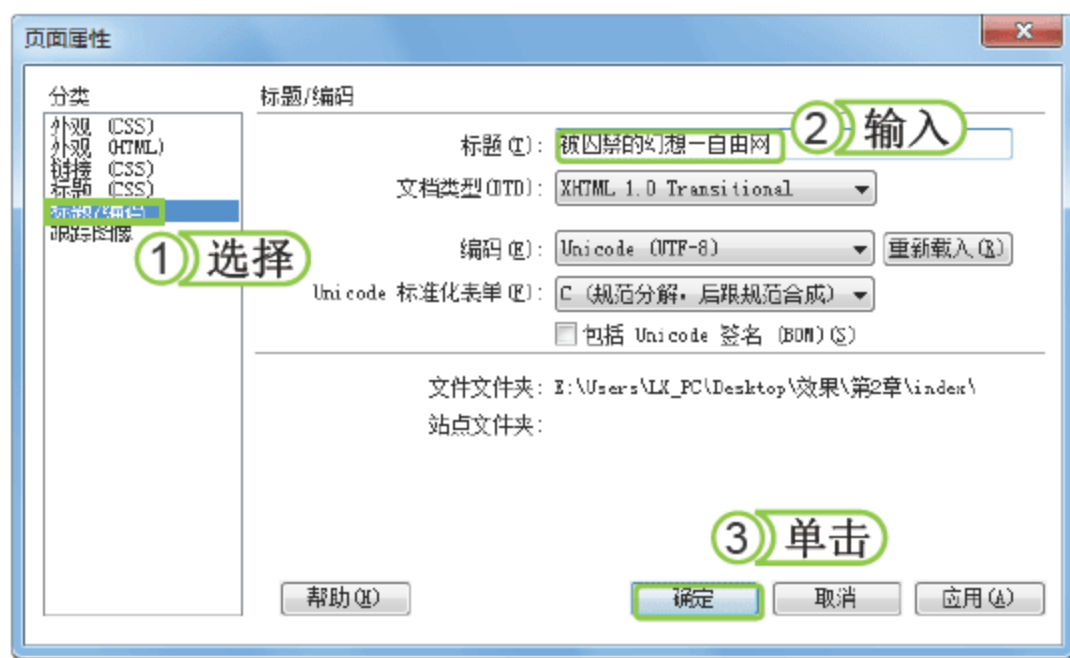 页面属性
分类
外观 (CSS)
外观 (HTML)
链接 (CSS)
标题 (CSS)
标题/编码
跟踪图像
① 选择
标题/编码
标题(T): 被囚禁的幻想—自由网
② 输入
文档类型(DTD): XHTML 1.0 Transitional
编码(E): Unicode (UTF-8) 重新载入(R)
Unicode 标准化表单(F): C (规范分解,后跟规范合成)
包括 Unicode 签名 (BOM)(S)
文件文件夹: E:\Users\LX_PC\Desktop\效果\第2章\index\
站点文件夹:
③ 单击
帮助(H) 确定 取消 应用(A)